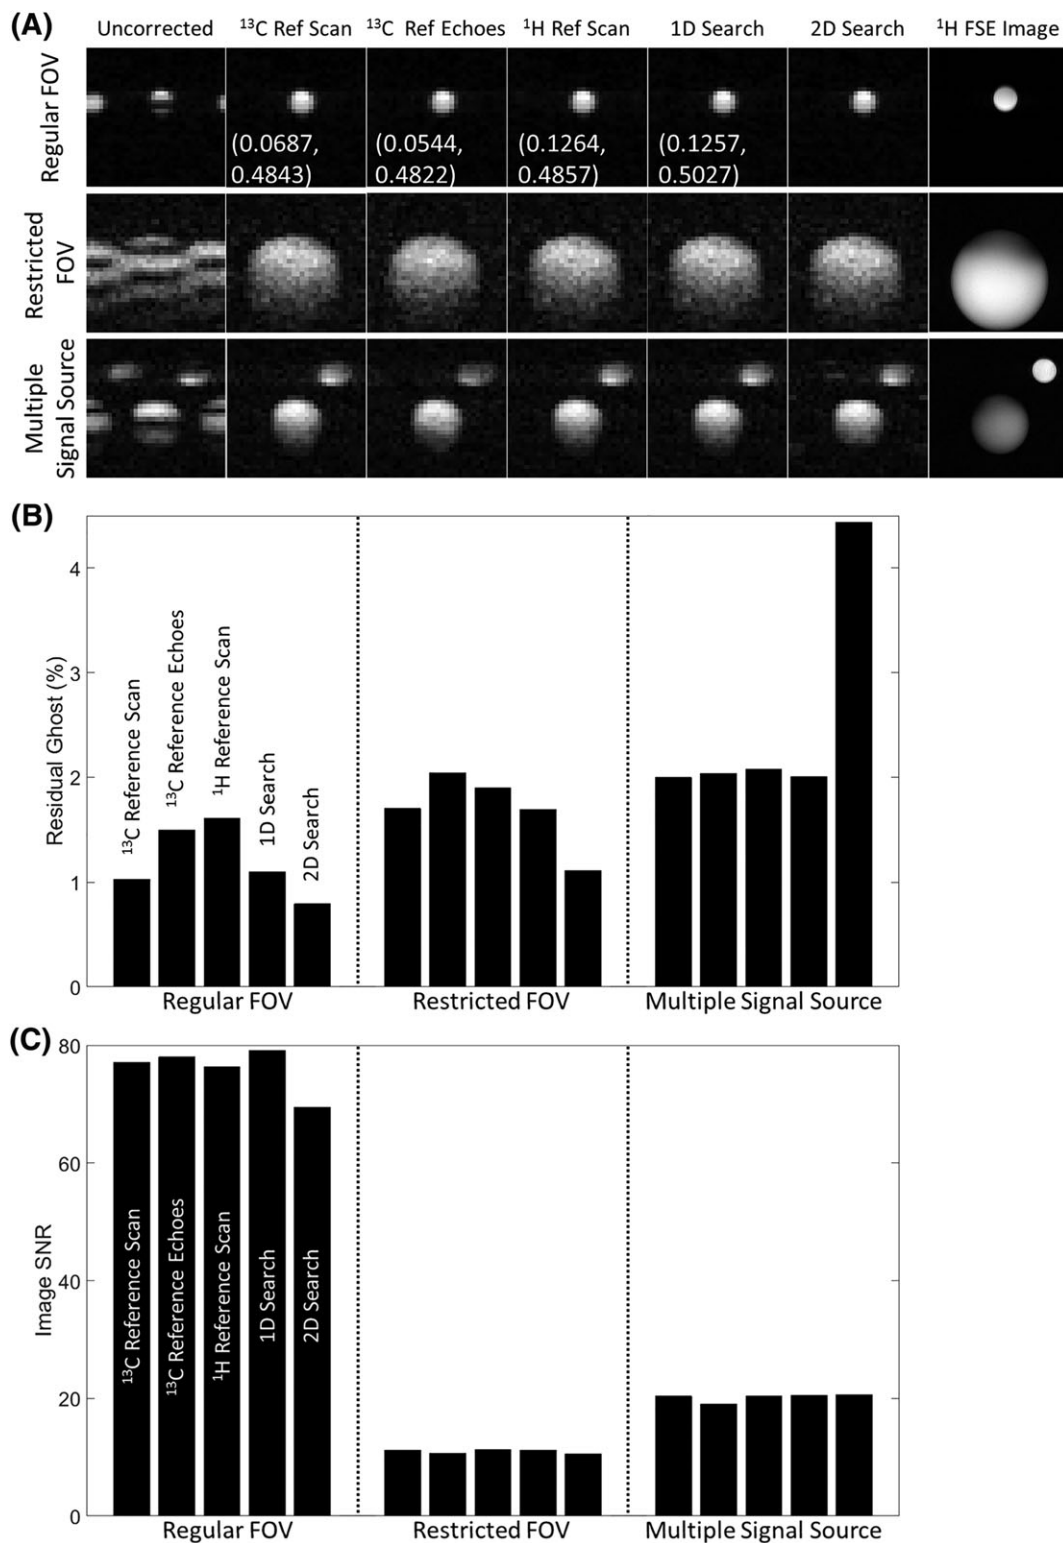 (A)
Uncorrected ¹³C Ref Scan ¹³C Ref Echoes ¹H Ref Scan 1D Search 2D Search ¹H FSE Image
Regular FOV
(0.0687,
0.4843)
(0.0544,
0.4822)
(0.1264,
0.4857)
(0.1257,
0.5027)
Restricted
FOV
Multiple
Signal Source
(B)
Residual Ghost (%)
4
3
2
1
0
¹³C Reference Scan
¹³C Reference Echoes
¹H Reference Scan
1D Search
2D Search
Regular FOV Restricted FOV Multiple Signal Source
(C)
Image SNR
80
60
40
20
0
¹³C Reference Scan
¹³C Reference Echoes
¹H Reference Scan
1D Search
2D Search
Regular FOV Restricted FOV Multiple Signal Source